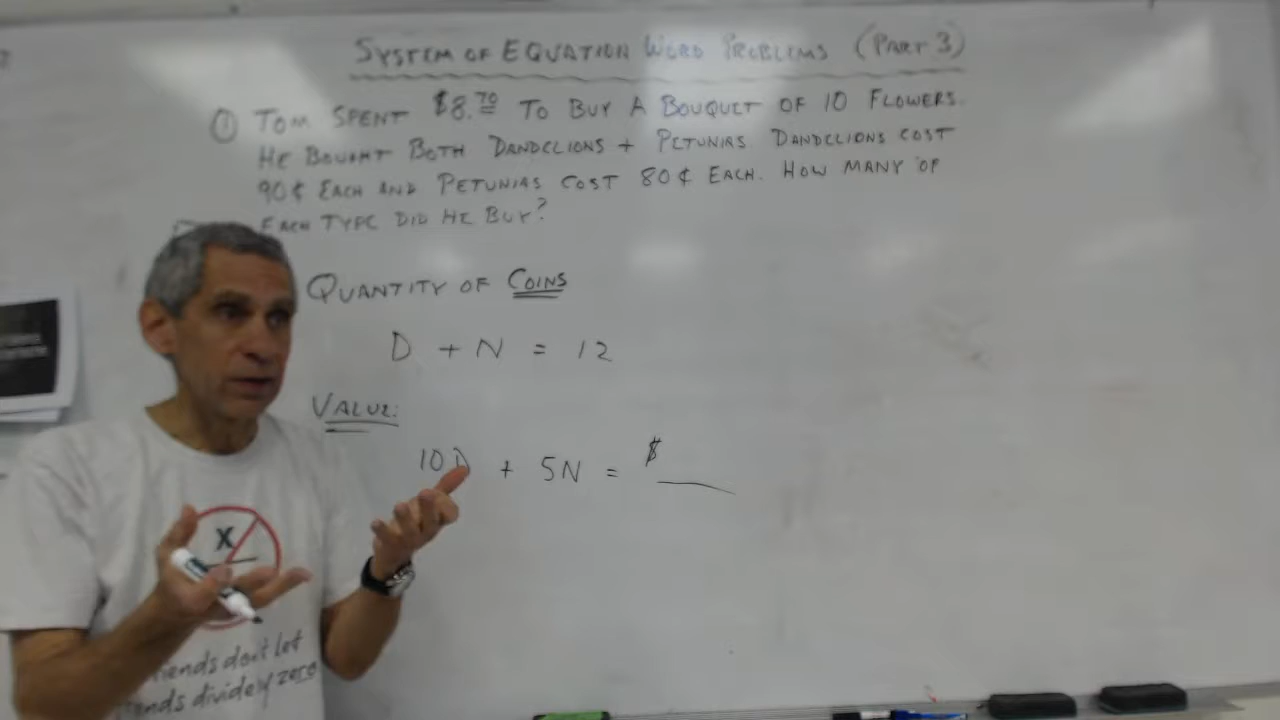 SYSTEM OF EQUATION WORD PROBLEMS (PART 3)
① TOM SPENT $8.70 TO BUY A BOUQUET OF 10 FLOWERS.
HE BOUGHT BOTH DANDELIONS + PETUNIAS DANDELIONS COST
90¢ EACH AND PETUNIAS COST 80¢ EACH. HOW MANY OF
EACH TYPE DID HE BUY?
QUANTITY OF COINS
D + N = 12
VALUE:
10D + 5N = $
X
don't let
divide by zero